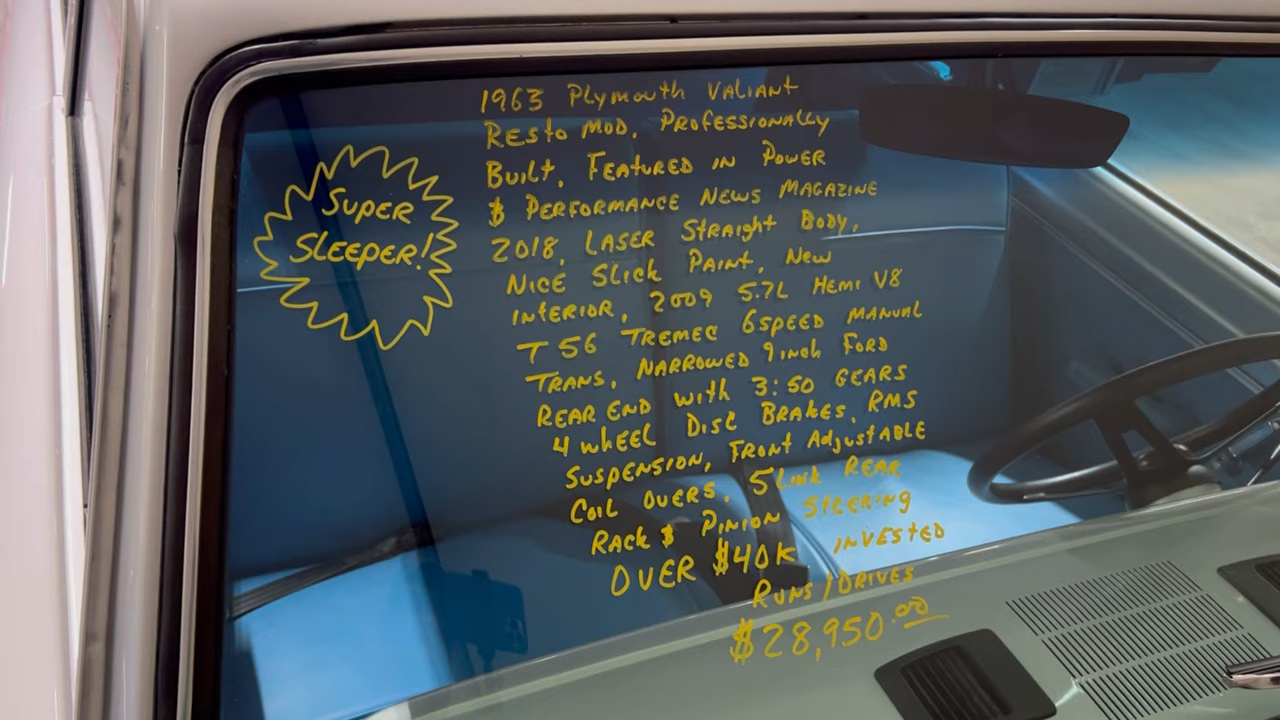 SUPER
SLEEPER!
1963 Plymouth VALIANT
RESto MOD, PROFESSIONALLY
Built, FEATURED IN POWER
$ PERFORMANCE NEWS MAGAZINE
2018, LASER Straight Body,
NICE SLICK PAINT, NEW
INTERIOR, 2009 5.7L HEMI V8
T56 TREMEC 6SPEED MANUAL
TRANS, NARROWED 9inch FORD
REAR END with 3:50 GEARS
4 wheel DISC BRAKES, RMS
SUSPENSION, FRONT AdjustABLE
COIL OVERS, 5LINK REAR
RACK $ PINION STEERING
OVER $40K INVESTED
RUNS/DRIVES
$28,950.00